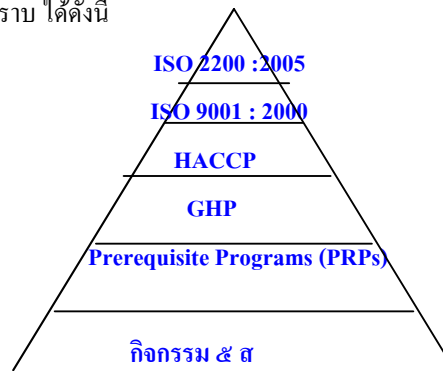 ราบ ได้ดังนี้
ISO 2200 :2005
ISO 9001 : 2000
HACCP
GHP
Prerequisite Programs (PRPs)
กิจกรรม ๕ ส